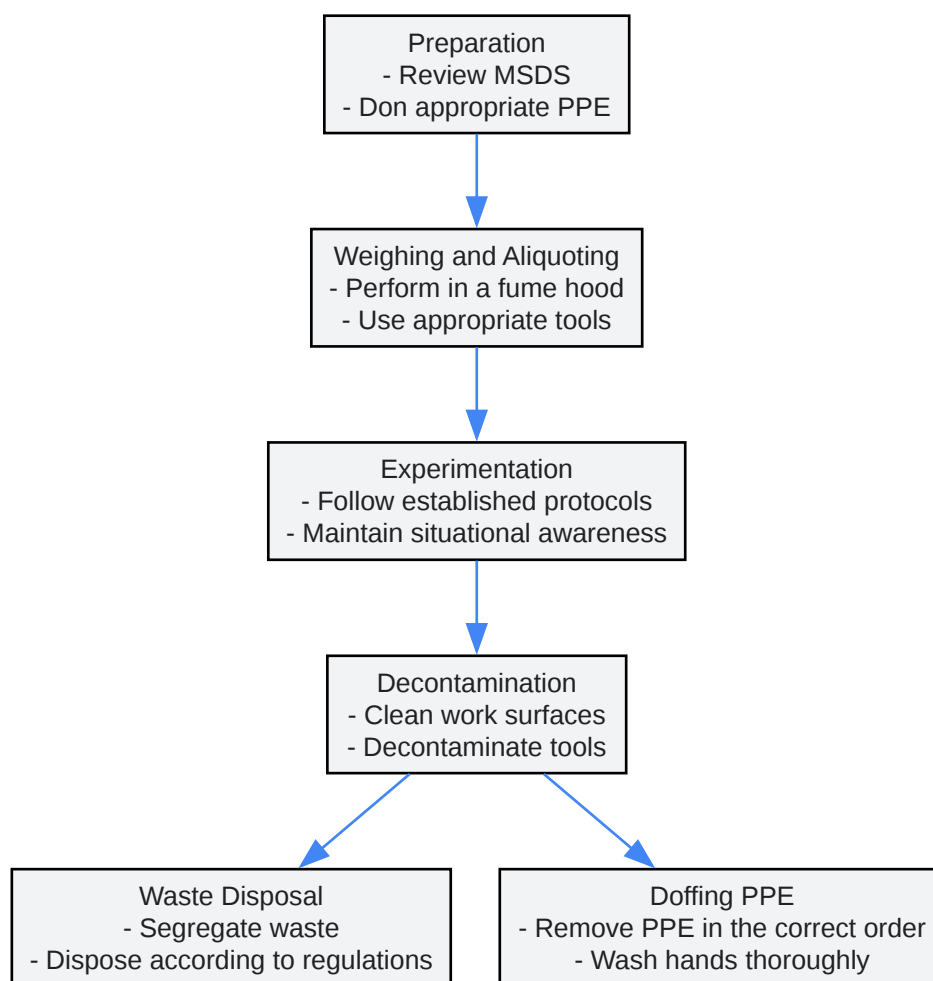 Preparation
- Review MSDS
- Don appropriate PPE
Weighing and Aliquoting
- Perform in a fume hood
- Use appropriate tools
Experimentation
- Follow established protocols
- Maintain situational awareness
Decontamination
- Clean work surfaces
- Decontaminate tools
Waste Disposal
- Segregate waste
- Dispose according to regulations
Doffing PPE
- Remove PPE in the correct order
- Wash hands thoroughly